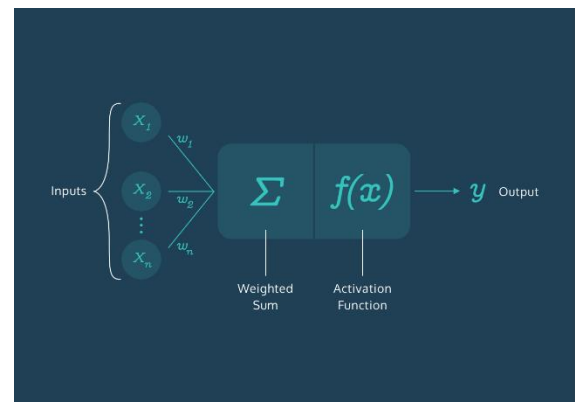 Inputs
X1
X2
⋮
Xn
w1
w2
wn
Σ
f(x)
y
Output
Weighted
Sum
Activation
Function